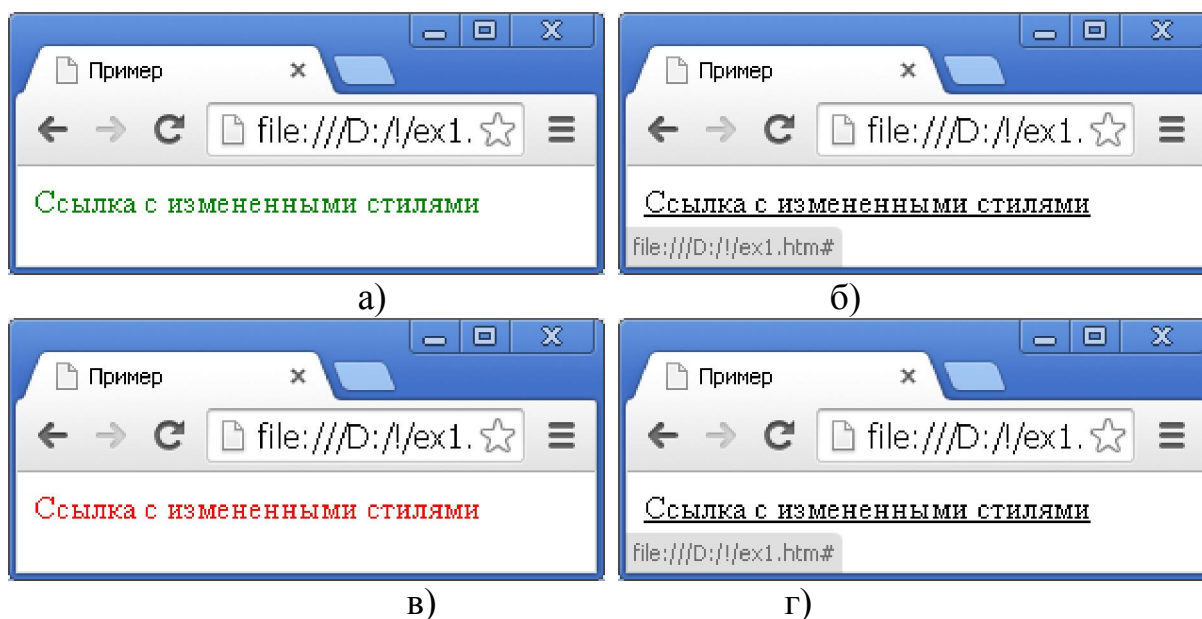 Пример
file:///D:/!/ex1.
Ссылка с измененными стилями
а)
Пример
file:///D:/!/ex1.
Ссылка с измененными стилями
file:///D:/!/ex1.htm#
б)
Пример
file:///D:/!/ex1.
Ссылка с измененными стилями
в)
Пример
file:///D:/!/ex1.
Ссылка с измененными стилями
file:///D:/!/ex1.htm#
г)